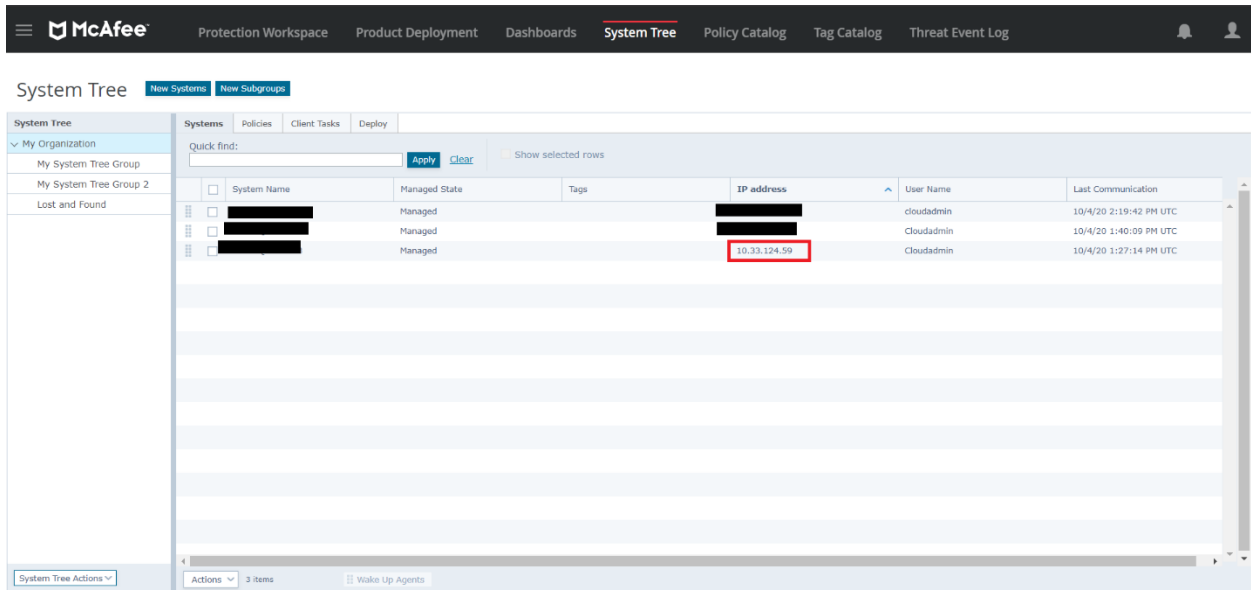 McAfee Protection Workspace Product Deployment Dashboards System Tree Policy Catalog Tag Catalog Threat Event Log
System Tree New Systems New Subgroups
System Tree
My Organization
My System Tree Group
My System Tree Group 2
Lost and Found
Systems Policies Client Tasks Deploy
Quick find:
Apply Clear Show selected rows
System Name Managed State Tags IP address User Name Last Communication
Managed cloudadmin 10/4/20 2:19:42 PM UTC
Managed Cloudadmin 10/4/20 1:40:09 PM UTC
Managed 10.33.124.59 Cloudadmin 10/4/20 1:27:14 PM UTC
System Tree Actions Actions 3 items Wake Up Agents